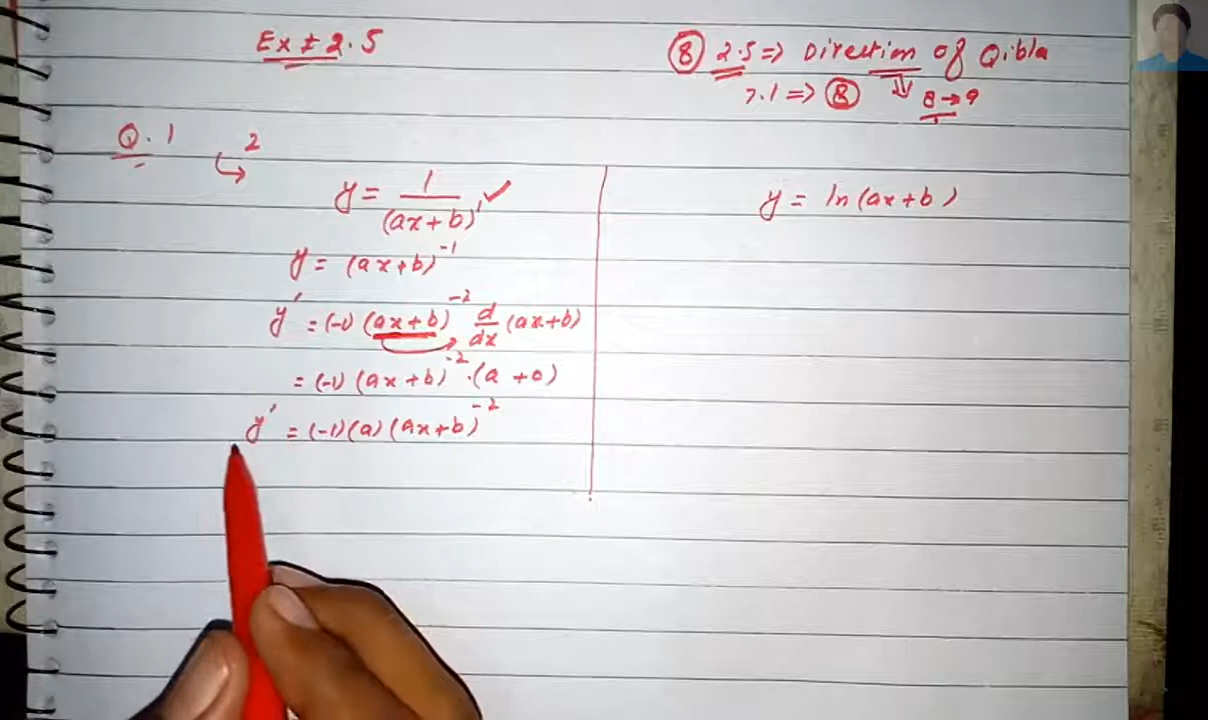 Ex # 2.5
⑧ 2.5 => Direction of Qibla
7.1 => ⑧ ⇓ 8 → 9
Q.1 2
y = 1/(ax+b)^1 ✓
y = (ax+b)^-1
y' = (-1)(ax+b)^-2 d/dx (ax+b)
= (-1)(ax+b)^-2 . (a + 0)
y' = (-1)(a)(ax+b)^-2
y = ln(ax+b)